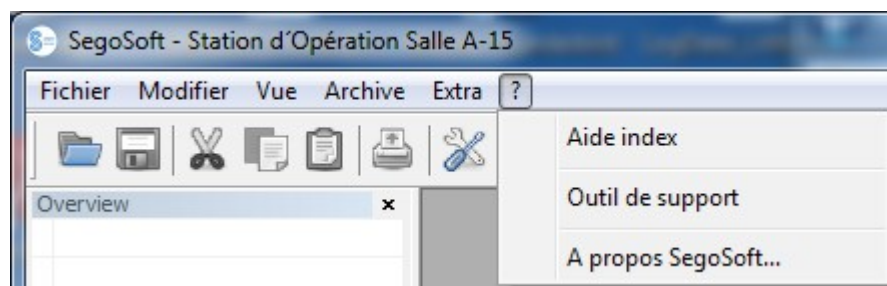 SegoSoft - Station d´Opération Salle A-15
Fichier Modifier Vue Archive Extra ?
Aide index
Overview x
Outil de support
A propos SegoSoft...